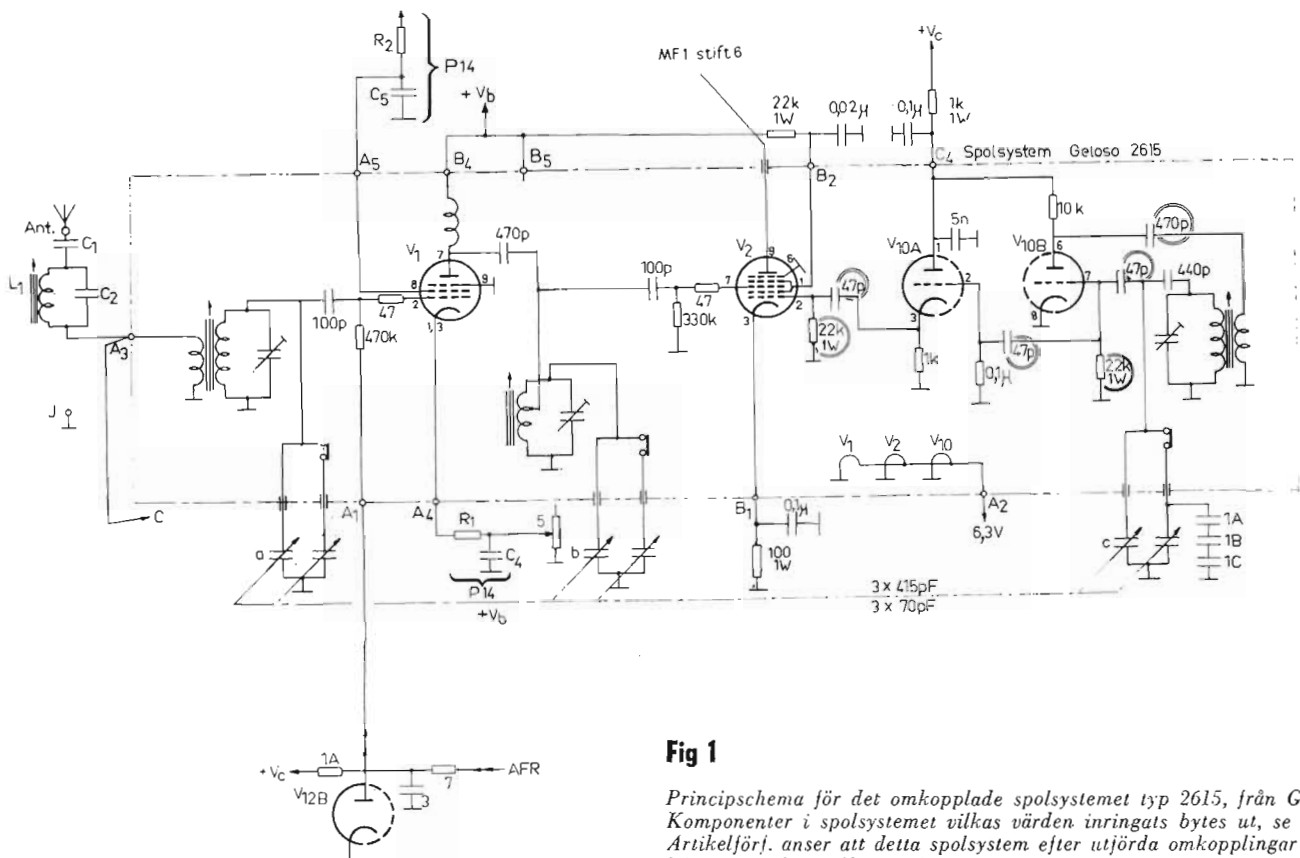 R2
P14
C5
+Vb
MF1 stift 6
22k
1W
0,02µ
0,1µ
+Vc
1k
1W
A5
B4
B5
B2
C4
Spolsystem Geloso 2615
Ant.
C1
L1
C2
A3
J
C
100p
47
470k
V1
7
8
9
2
1,3
470p
100p
47
330k
V2
9
6
1
7
2
3
47p
22k
1W
V10A
5n
1
2
3
1k
0,1µ
47p
10k
V10B
6
7
8
47p
440p
470p
22k
1W
V1
V2
V10
A2
6,3V
A1
A4
R1
5
C4
P14
+Vb
B1
0,1µ
100
1W
a
b
c
1A
1B
1C
3 x 415pF
3 x 70pF
+Vc
1A
7
AFR
3
V12B
Fig 1
Principschema för det omkopplade spolsystemet typ 2615, från G
Komponenter i spolsystemet vilkas värden inringats bytes ut, se
Artikelförf. anser att detta spolsystem efter utförda omkopplingar